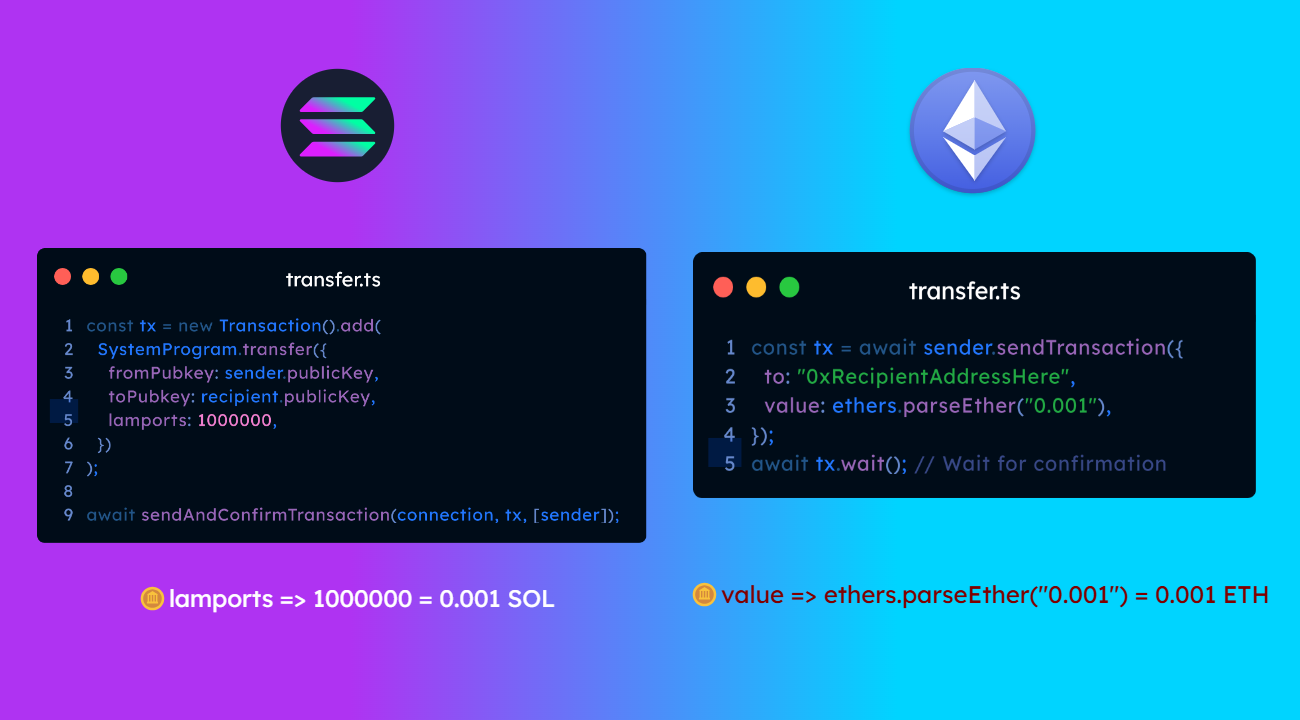 transfer.ts
1 const tx = new Transaction().add(
2 SystemProgram.transfer({
3 fromPubkey: sender.publicKey,
4 toPubkey: recipient.publicKey,
5 lamports: 1000000,
6 })
7 );
8
9 await sendAndConfirmTransaction(connection, tx, [sender]);
lamports => 1000000 = 0.001 SOL
transfer.ts
1 const tx = await sender.sendTransaction({
2 to: "0xRecipientAddressHere",
3 value: ethers.parseEther("0.001"),
4 });
5 await tx.wait(); // Wait for confirmation
value => ethers.parseEther("0.001") = 0.001 ETH